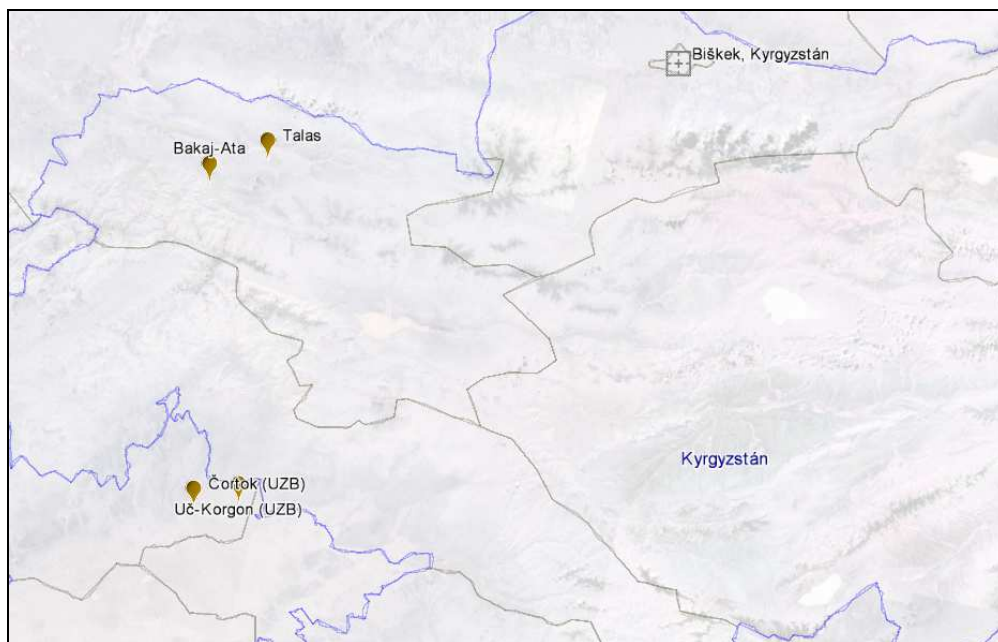 Biškek, Kyrgyzstán
Talas
Bakaj-Ata
Kyrgyzstán
Čortok (UZB)
Uč-Korgon (UZB)